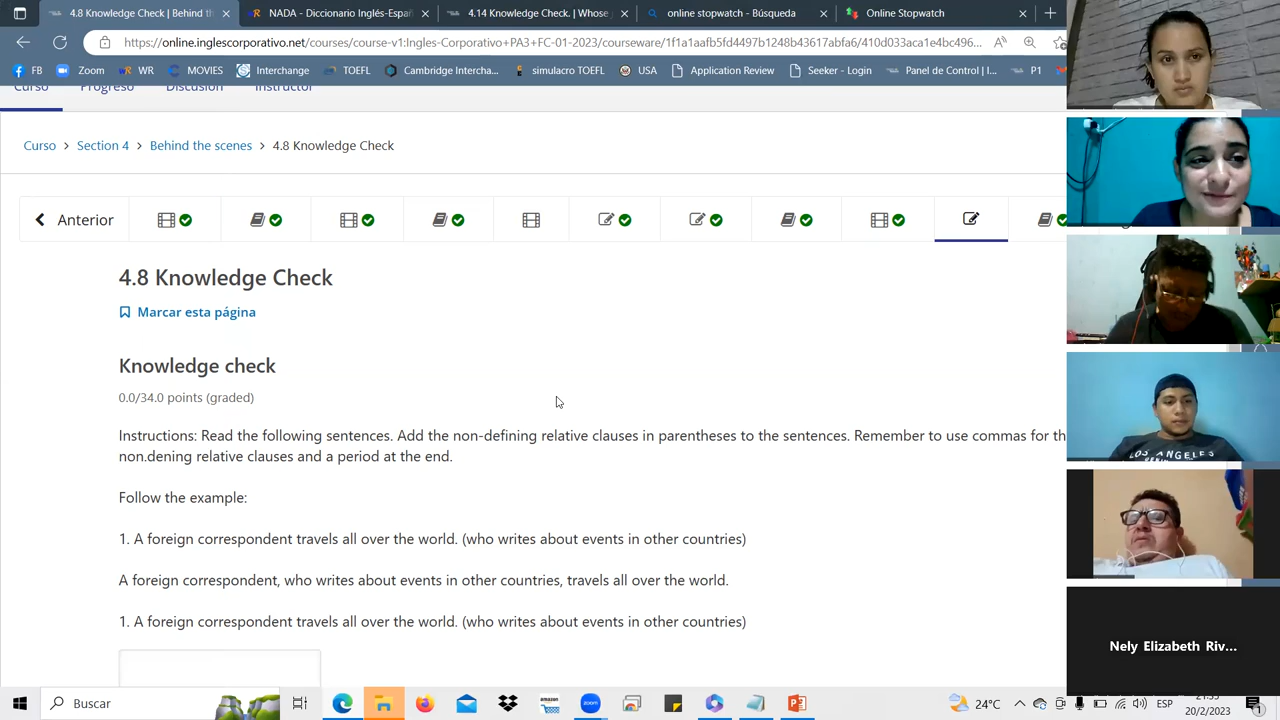 4.8 Knowledge Check | Behind t
NADA - Diccionario Inglés-Españ
4.14 Knowledge Check. | Whose
online stopwatch - Búsqueda
Online Stopwatch
https://online.inglescorporativo.net/courses/course-v1:Ingles-Corporativo+PA3+FC-01-2023/courseware/1f1a1aafb5fd4497b1248b43617abfa6/410d033aca1e4bc496...
FB
Zoom
WR
MOVIES
Interchange
TOEFL
Cambridge Intercha...
simulacro TOEFL
USA
Application Review
Seeker - Login
Panel de Control | I...
P1
Curso Progreso Discusión Instructor
Curso > Section 4 > Behind the scenes > 4.8 Knowledge Check
Anterior
4.8 Knowledge Check
Marcar esta página
Knowledge check
0.0/34.0 points (graded)
Instructions: Read the following sentences. Add the non-defining relative clauses in parentheses to the sentences. Remember to use commas for th
non.dening relative clauses and a period at the end.
Follow the example:
1. A foreign correspondent travels all over the world. (who writes about events in other countries)
A foreign correspondent, who writes about events in other countries, travels all over the world.
1. A foreign correspondent travels all over the world. (who writes about events in other countries)
LOS ANGELES
Nely Elizabeth Riv...
Buscar
24°C
ESP
21:35
20/2/2023
1